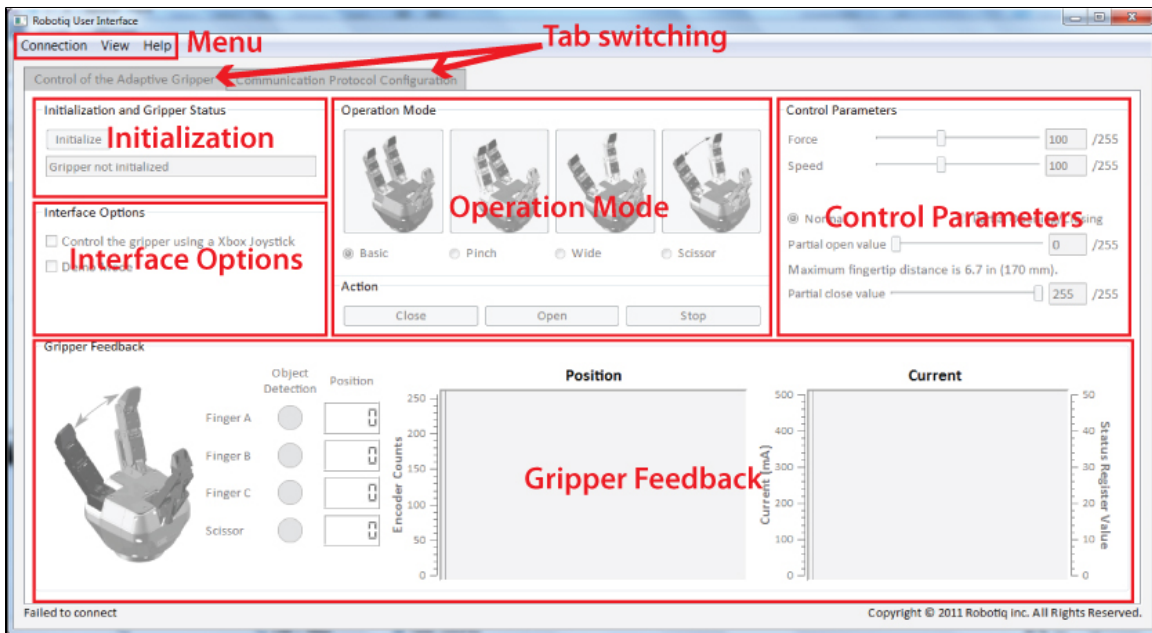 Robotiq User Interface
Connection View Help Menu
Tab switching
Control of the Adaptive Gripper
Communication Protocol Configuration
Initialization and Gripper Status
Initialize
Initialization
Gripper not initialized
Interface Options
Control the gripper using a Xbox Joystick
Interface Options
Operation Mode
Operation Mode
Basic Pinch Wide Scissor
Action
Close Open Stop
Control Parameters
Force 100 /255
Speed 100 /255
Control Parameters
Partial open value 0 /255
Maximum fingertip distance is 6.7 in (170 mm).
Partial close value 255 /255
Gripper Feedback
Object Detection
Position
Finger A 0
Finger B 0
Finger C 0
Scissor 0
Position
Encoder Counts
250
200
150
100
50
0
Gripper Feedback
Current
Current (mA)
500
400
300
200
100
0
50
40
30
20
10
0
Status Register Value
Failed to connect
Copyright © 2011 Robotiq inc. All Rights Reserved.